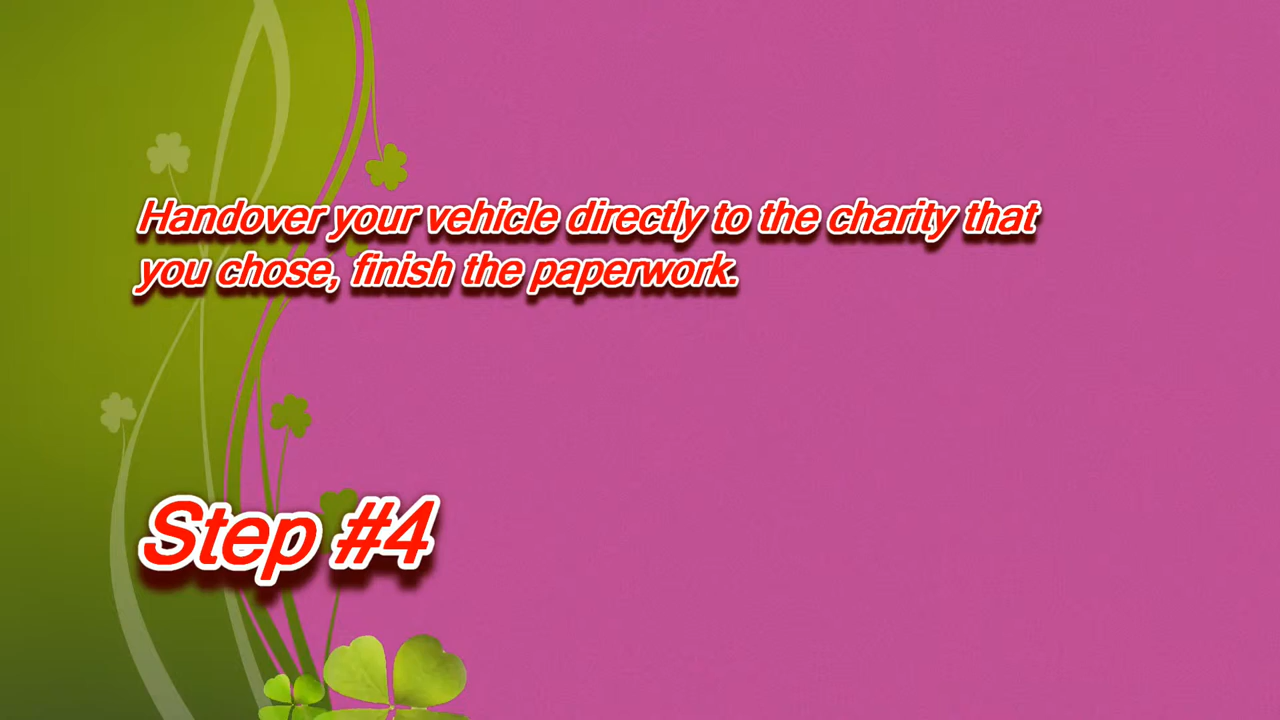 Handover your vehicle directly to the charity that
you chose, finish the paperwork.
Step #4